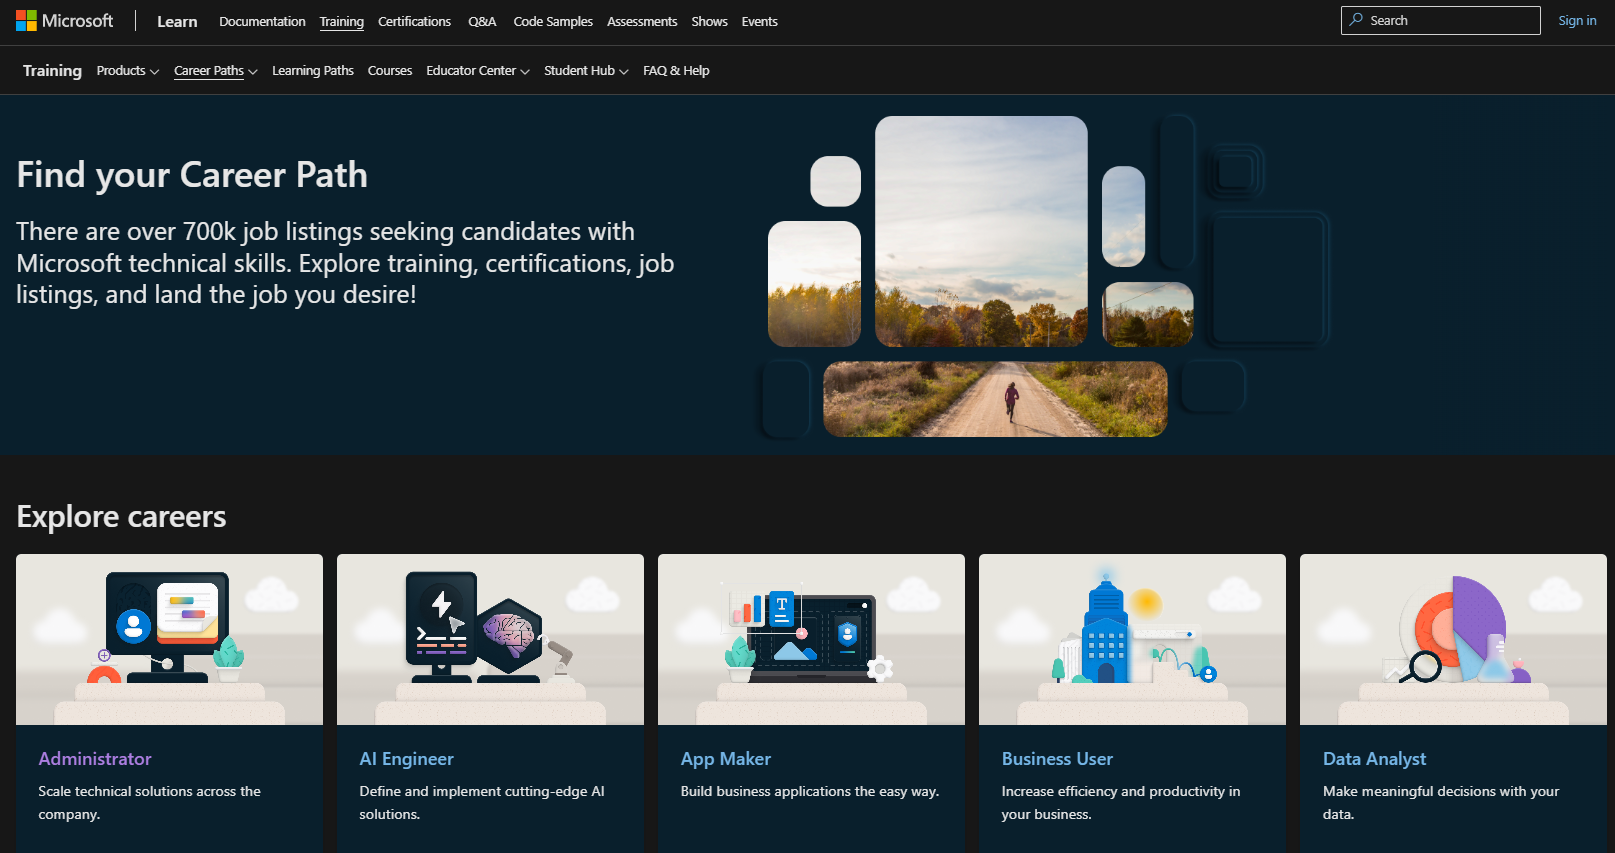 Microsoft Learn Documentation Training Certifications Q&A Code Samples Assessments Shows Events Search Sign in
Training Products Career Paths Learning Paths Courses Educator Center Student Hub FAQ & Help
Find your Career Path
There are over 700k job listings seeking candidates with
Microsoft technical skills. Explore training, certifications, job
listings, and land the job you desire!
Explore careers
T
Administrator
Scale technical solutions across the
company.
AI Engineer
Define and implement cutting-edge AI
solutions.
App Maker
Build business applications the easy way.
Business User
Increase efficiency and productivity in
your business.
Data Analyst
Make meaningful decisions with your
data.